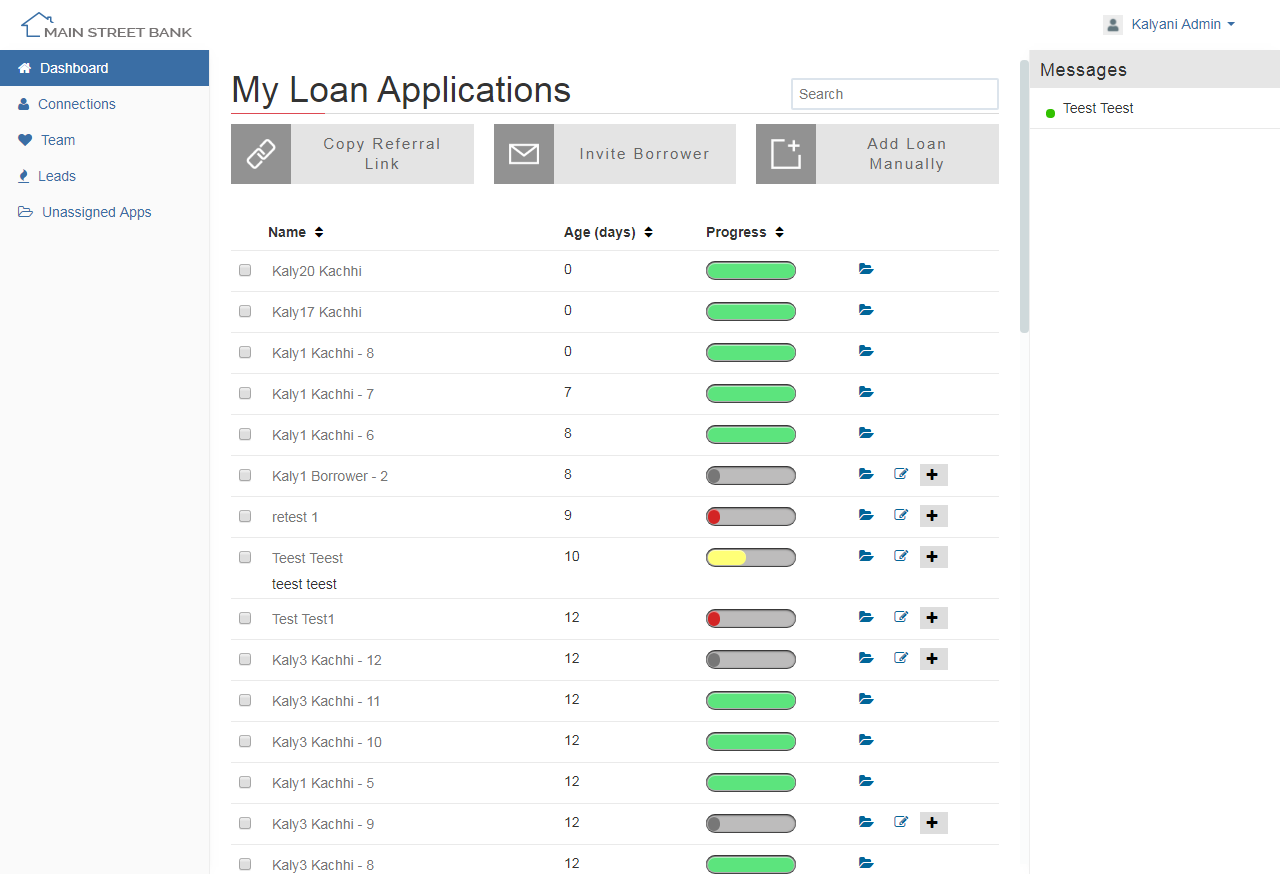 MAIN STREET BANK
Kalyani Admin
Dashboard
Connections
Team
Leads
Unassigned Apps
My Loan Applications
Search
Copy Referral
Link
Invite Borrower
Add Loan
Manually
Name Age (days) Progress
Kaly20 Kachhi 0
Kaly17 Kachhi 0
Kaly1 Kachhi - 8 0
Kaly1 Kachhi - 7 7
Kaly1 Kachhi - 6 8
Kaly1 Borrower - 2 8
retest 1 9
Teest Teest 10
teest teest
Test Test1 12
Kaly3 Kachhi - 12 12
Kaly3 Kachhi - 11 12
Kaly3 Kachhi - 10 12
Kaly1 Kachhi - 5 12
Kaly3 Kachhi - 9 12
Kaly3 Kachhi - 8 12
Messages
Teest Teest